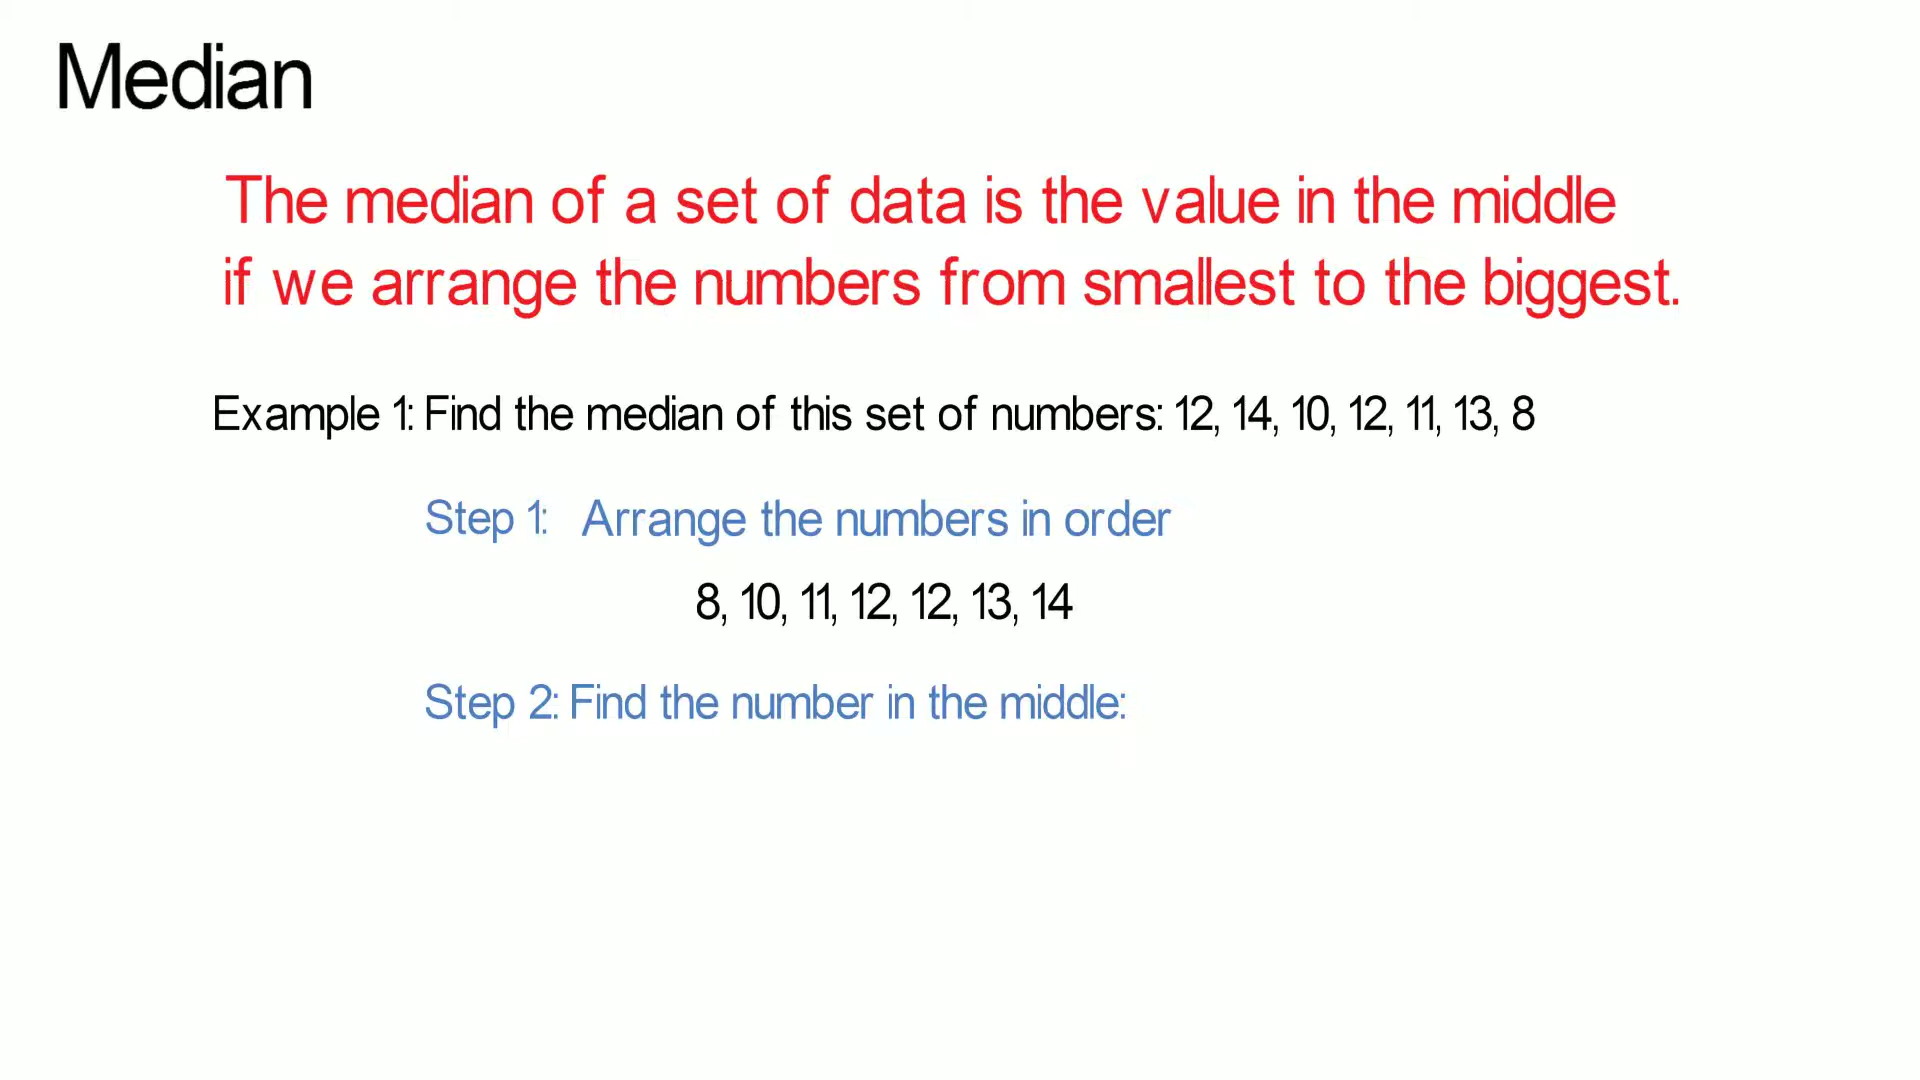 Median
The median of a set of data is the value in the middle
if we arrange the numbers from smallest to the biggest.
Example 1: Find the median of this set of numbers: 12, 14, 10, 12, 11, 13, 8
Step 1: Arrange the numbers in order
8, 10, 11, 12, 12, 13, 14
Step 2: Find the number in the middle: